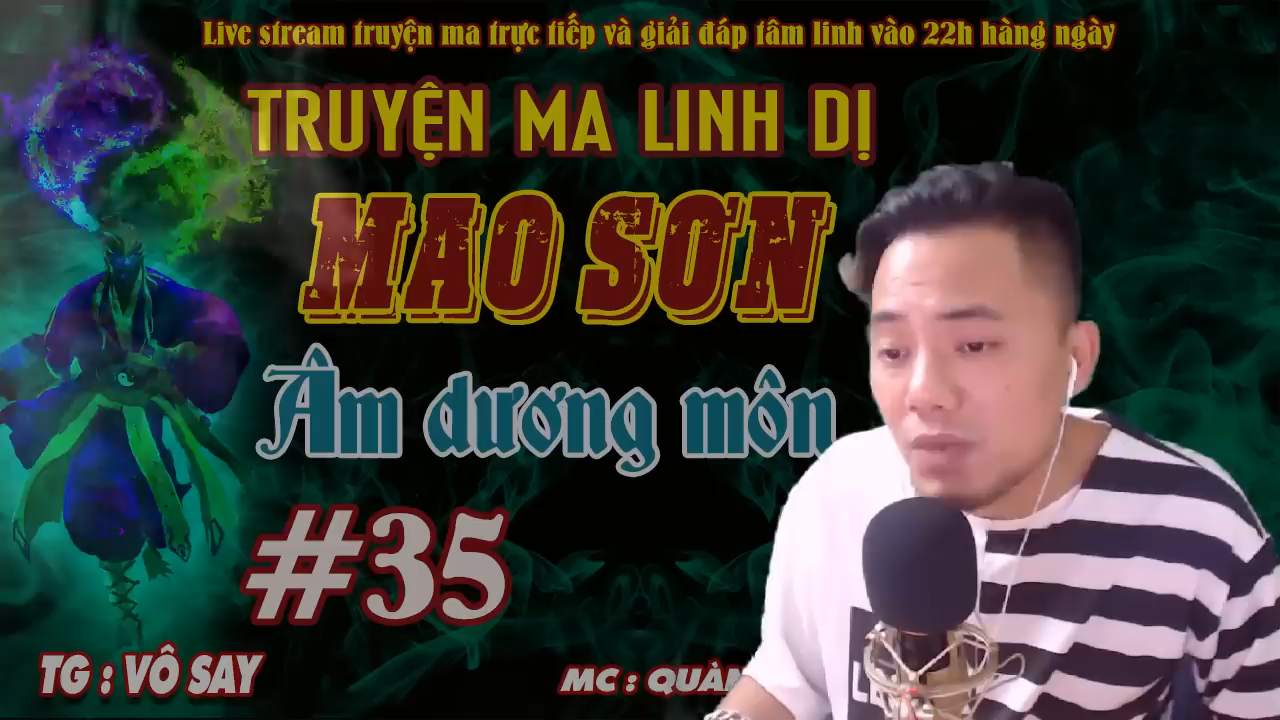 Live stream truyện ma trực tiếp và giải đáp tâm linh vào 22h hàng ngày
TRUYỆN MA LINH DỊ
MAO SƠN
Âm dương môn
#35
TG : VÔ SAY
MC : QUÀN